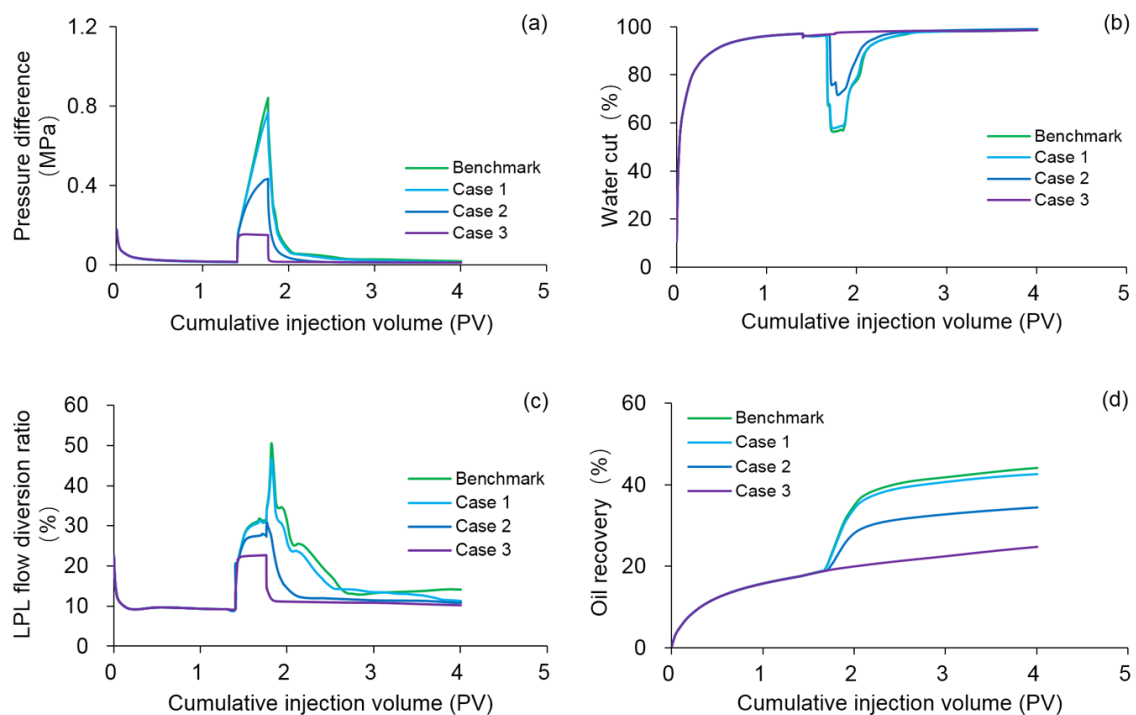 (a)
Pressure difference
（MPa）
1.2
0.8
0.4
0
0 1 2 3 4 5
Cumulative injection volume (PV)
Benchmark
Case 1
Case 2
Case 3
(b)
Water cut （%）
100
80
60
40
20
0
0 1 2 3 4 5
Cumulative injection volume (PV)
Benchmark
Case 1
Case 2
Case 3
(c)
LPL flow diversion ratio
（%）
60
50
40
30
20
10
0
0 1 2 3 4 5
Cumulative injection volume (PV)
Benchmark
Case 1
Case 2
Case 3
(d)
Oil recovery （%）
60
40
20
0
0 1 2 3 4 5
Cumulative injection volume (PV)
Benchmark
Case 1
Case 2
Case 3